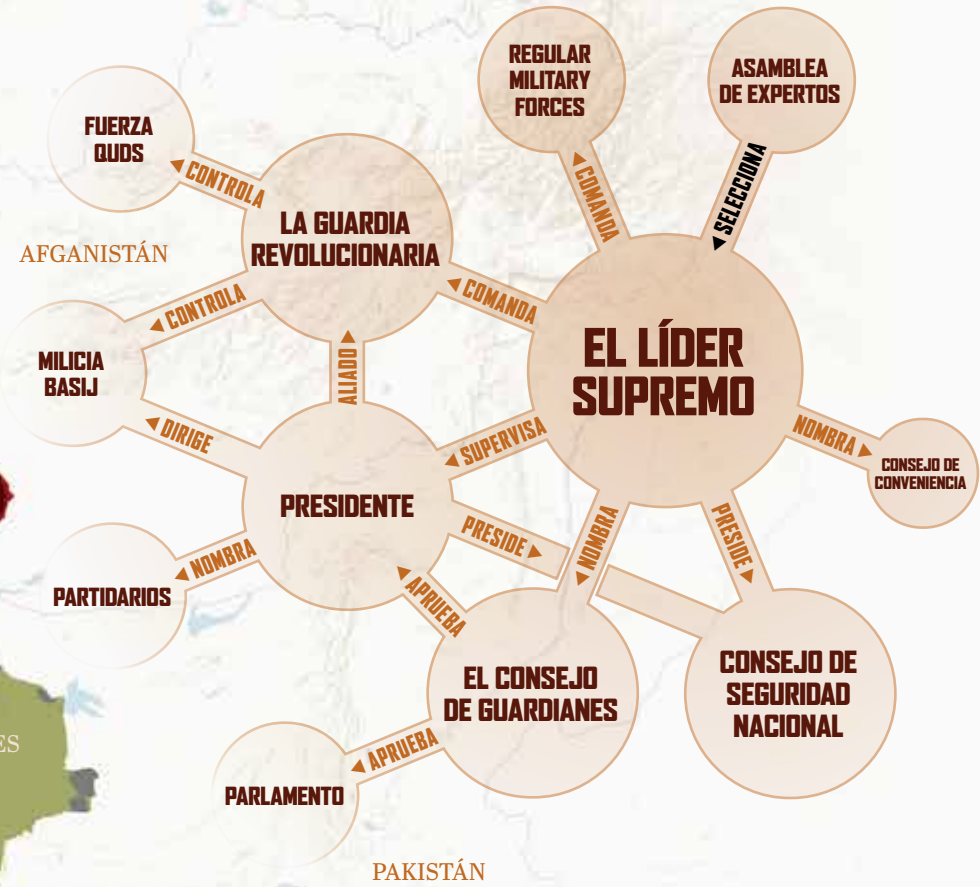 REGULAR
MILITARY
FORCES
ASAMBLEA
DE EXPERTOS
FUERZA
QUDS
CONTROLA
COMANDA
SELECCIONA
LA GUARDIA
REVOLUCIONARIA
AFGANISTÁN
CONTROLA
COMANDA
EL LÍDER
SUPREMO
MILICIA
BASIJ
ALIADO
DIRIGE
SUPERVISA
NOMBRA
CONSEJO DE
CONVENIENCIA
PRESIDENTE
PRESIDE
NOMBRA
PRESIDE
NOMBRA
PARTIDARIOS
APRUEBA
EL CONSEJO
DE GUARDIANES
CONSEJO DE
SEGURIDAD
NACIONAL
ES
APRUEBA
PARLAMENTO
PAKISTÁN